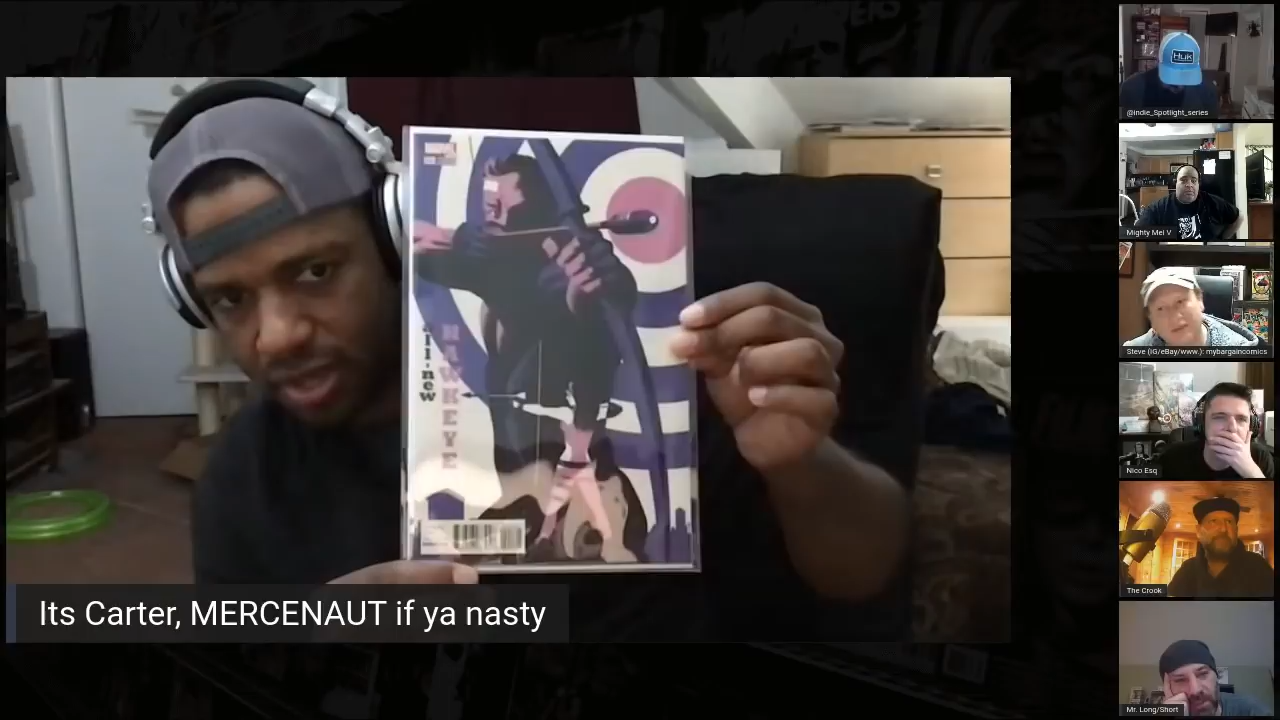 HUK
@indie_Spotlight_series
Mighty Mel V
Steve (IG/eBay/www.): mybargaincomics
Nico Esq
The Crook
Mr. Long/Short
all-new
HAWKEYE
Its Carter, MERCENAUT if ya nasty